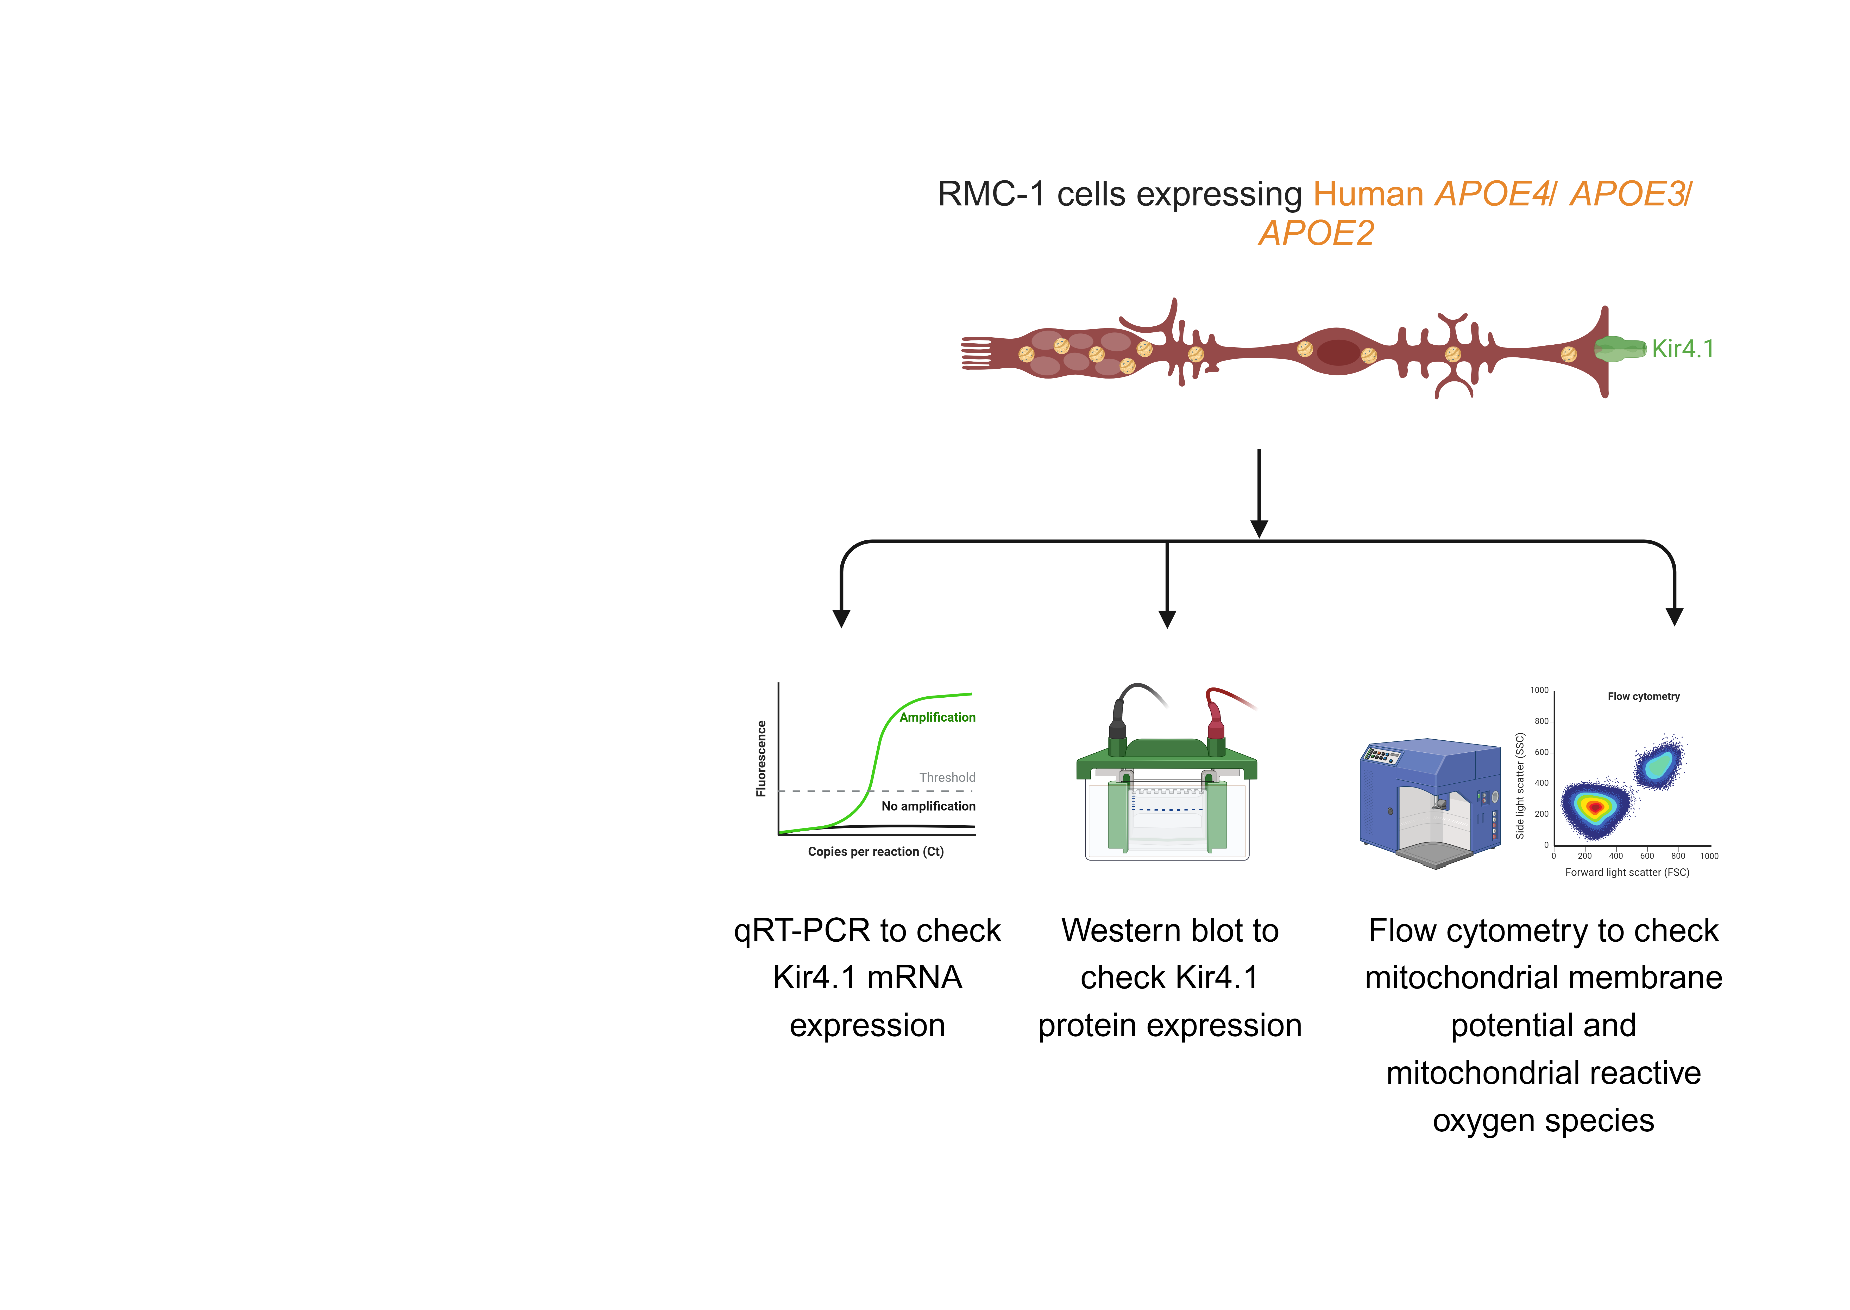 RMC-1 cells expressing Human APOE4/ APOE3/
APOE2
Kir4.1
Fluorescence
Amplification
Threshold
No amplification
Copies per reaction (Ct)
Flow cytometry
Side light scatter (SSC)
1000
800
600
400
200
0
0 200 400 600 800 1000
Forward light scatter (FSC)
qRT-PCR to check
Kir4.1 mRNA
expression
Western blot to
check Kir4.1
protein expression
Flow cytometry to check
mitochondrial membrane
potential and
mitochondrial reactive
oxygen species